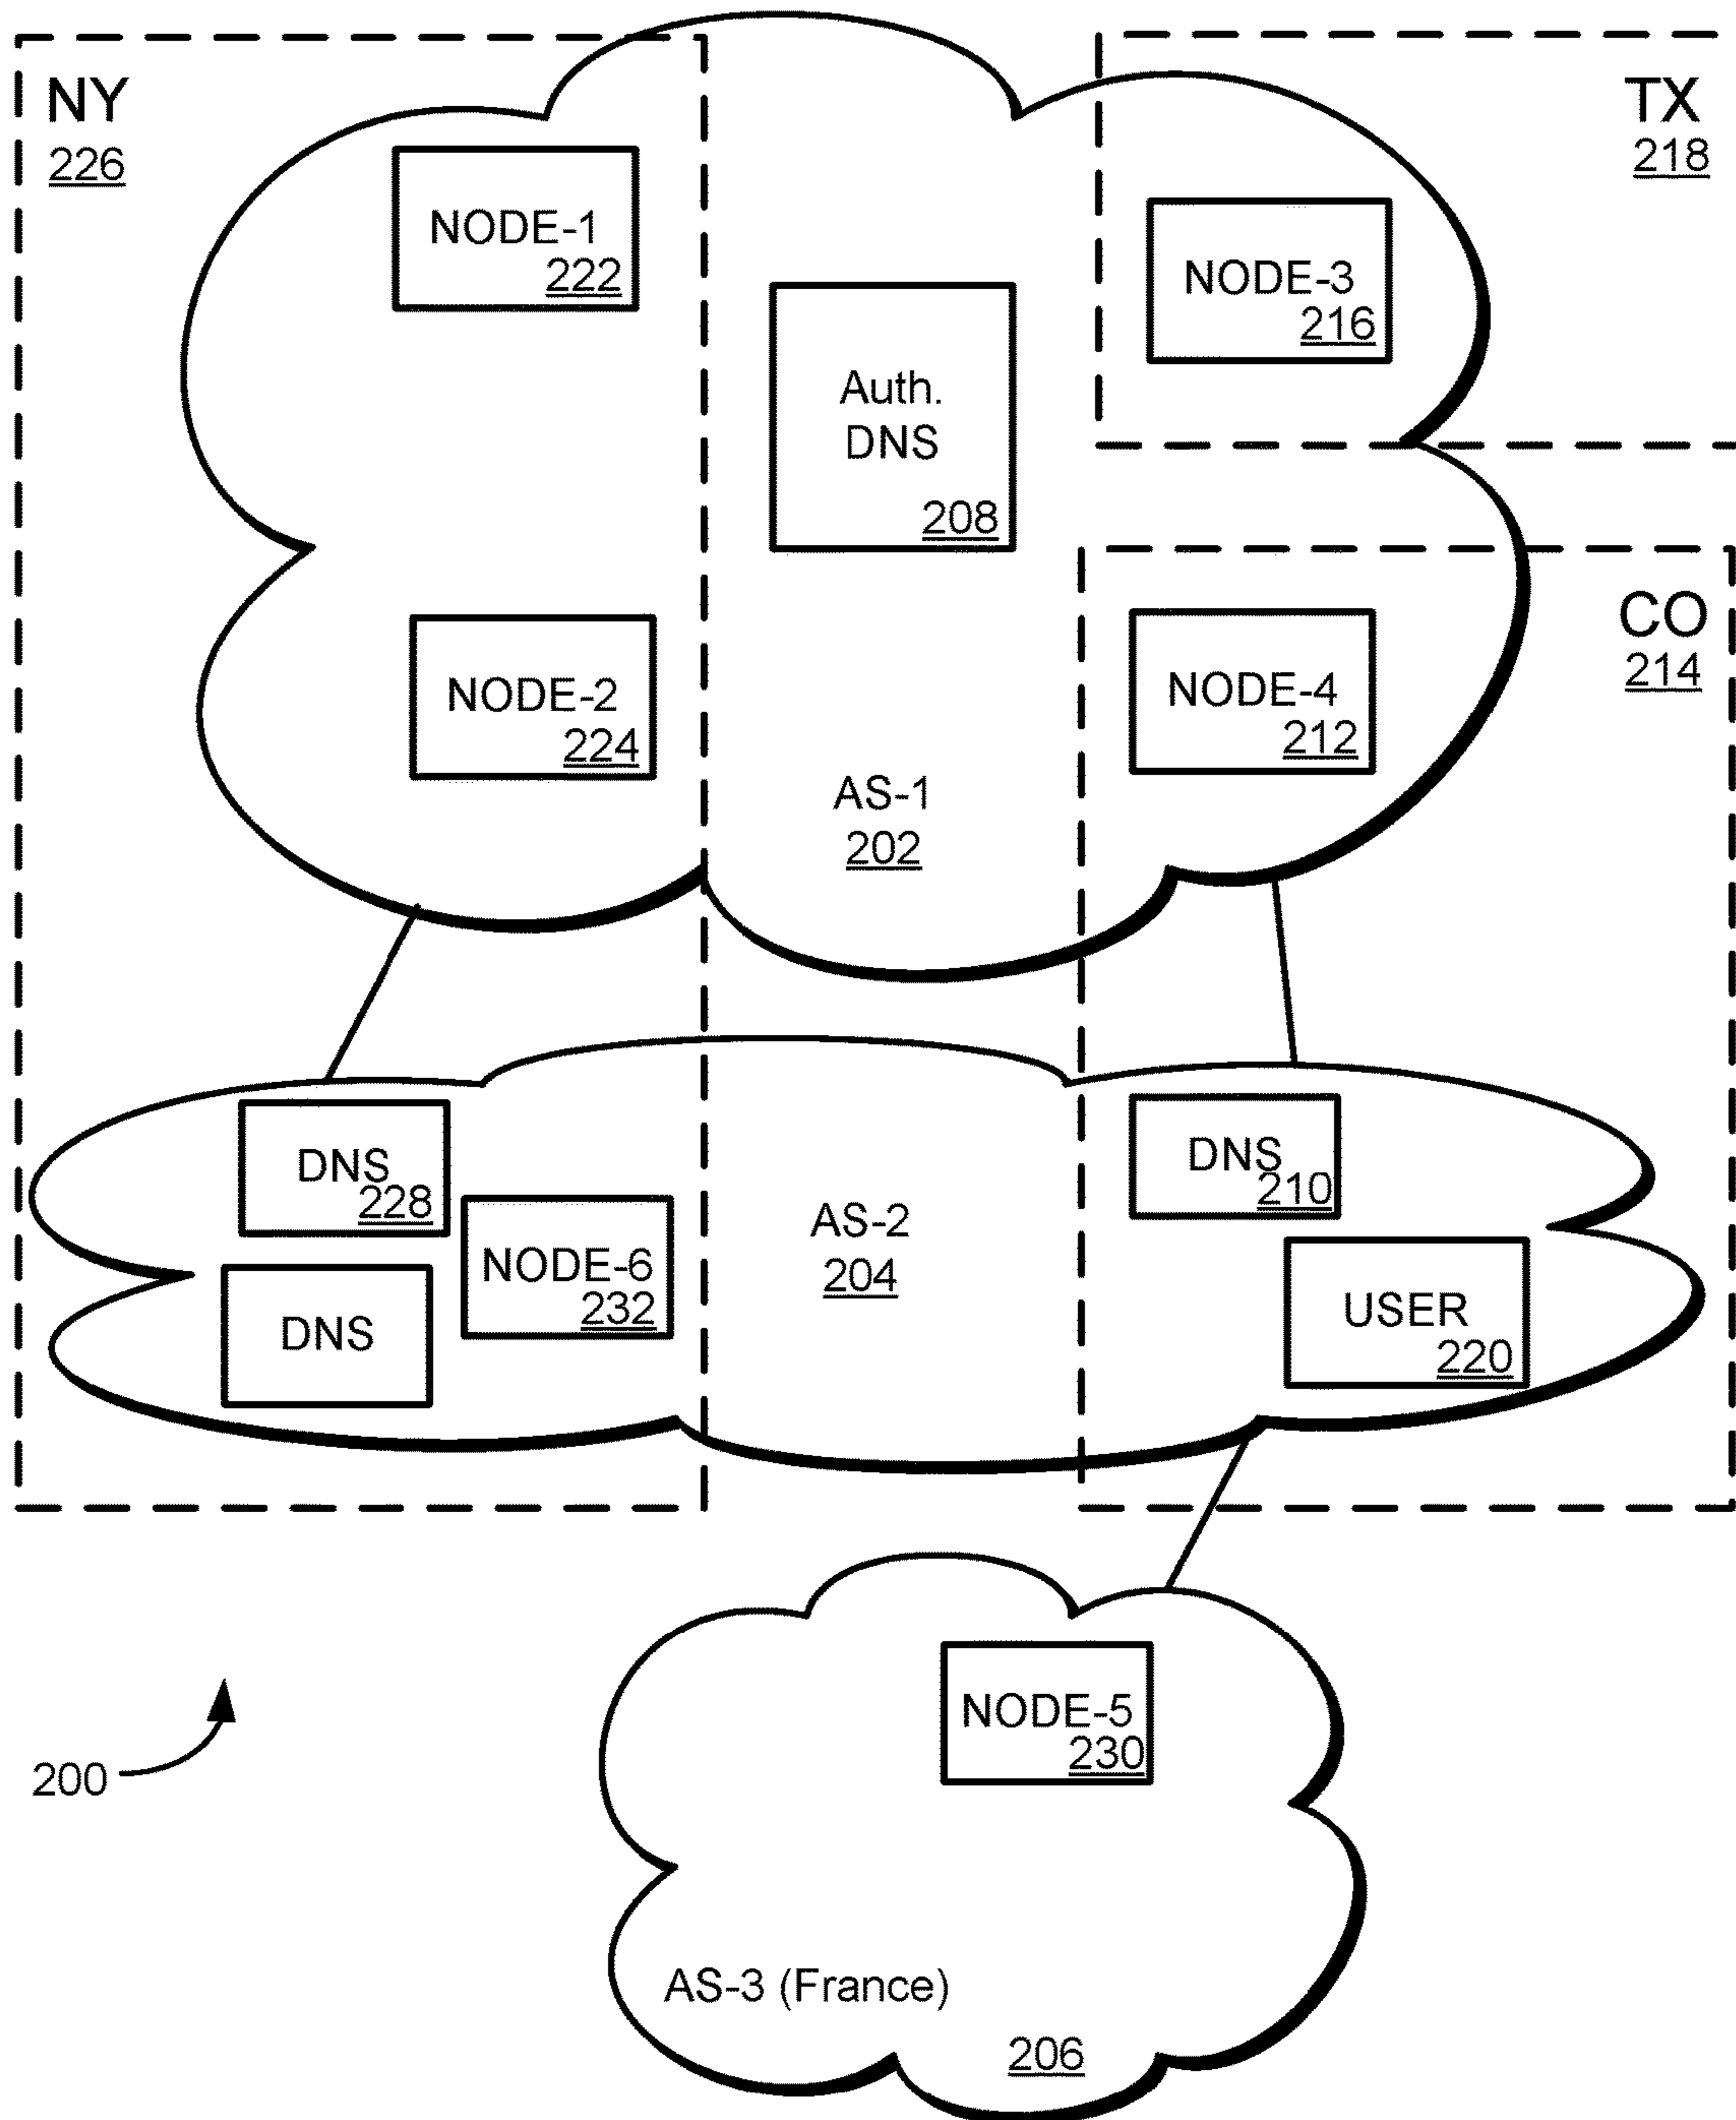 NY
226
TX
218
NODE-1
222
NODE-3
216
Auth.
DNS
208
CO
214
NODE-2
224
NODE-4
212
AS-1
202
DNS
228
DNS
210
NODE-6
232
AS-2
204
DNS
USER
220
NODE-5
230
200
AS-3 (France)
206